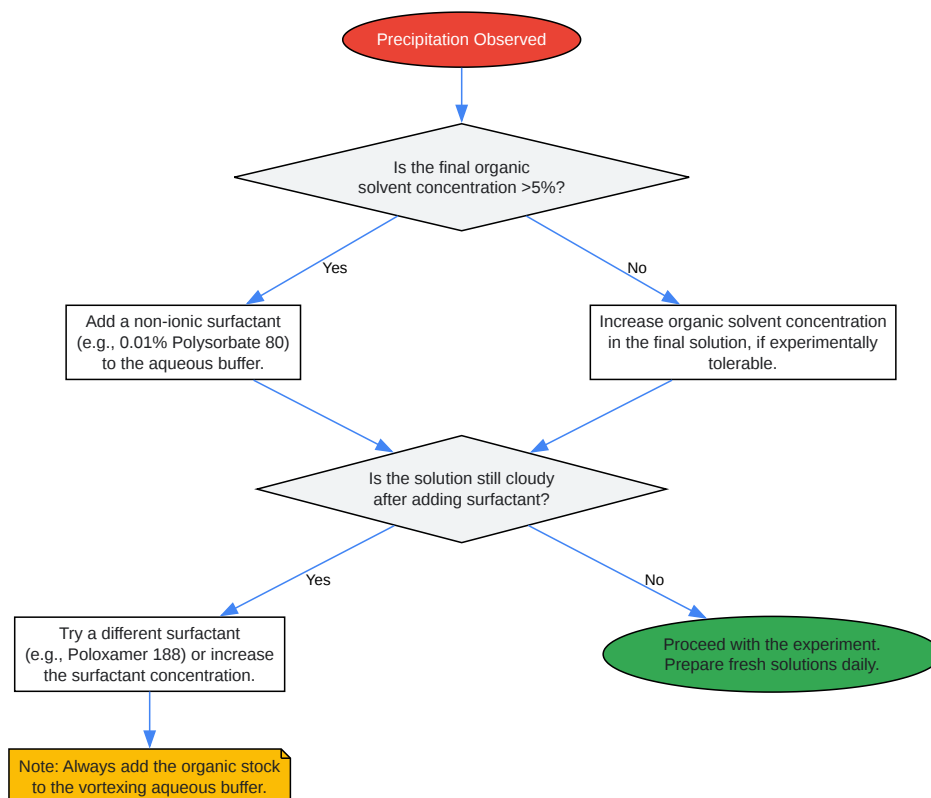 Precipitation Observed
Is the final organic
solvent concentration >5%?
Yes
No
Add a non-ionic surfactant
(e.g., 0.01% Polysorbate 80)
to the aqueous buffer.
Increase organic solvent concentration
in the final solution, if experimentally
tolerable.
Is the solution still cloudy
after adding surfactant?
Yes
No
Try a different surfactant
(e.g., Poloxamer 188) or increase
the surfactant concentration.
Proceed with the experiment.
Prepare fresh solutions daily.
Note: Always add the organic stock
to the vortexing aqueous buffer.